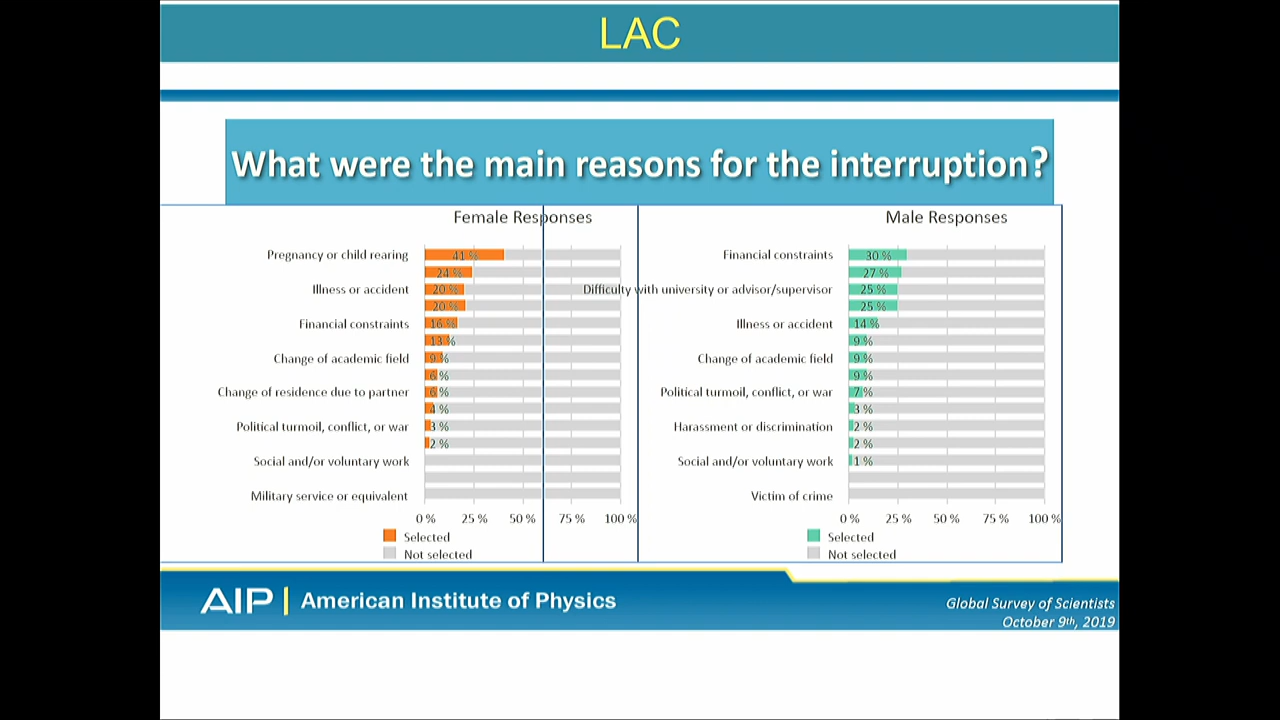 LAC
What were the main reasons for the interruption?
Female Responses
Pregnancy or child rearing 41 %
24 %
Illness or accident 20 %
20 %
Financial constraints 16 %
13 %
Change of academic field 9 %
6 %
Change of residence due to partner 6 %
4 %
Political turmoil, conflict, or war 3 %
2 %
Social and/or voluntary work
Military service or equivalent
0 % 25 % 50 % 75 % 100 %
Selected
Not selected
Male Responses
Financial constraints 30 %
27 %
Difficulty with university or advisor/supervisor 25 %
25 %
Illness or accident 14 %
9 %
Change of academic field 9 %
9 %
Political turmoil, conflict, or war 7 %
3 %
Harassment or discrimination 2 %
2 %
Social and/or voluntary work 1 %
Victim of crime
0 % 25 % 50 % 75 % 100 %
Selected
Not selected
AIP | American Institute of Physics
Global Survey of Scientists
October 9th, 2019